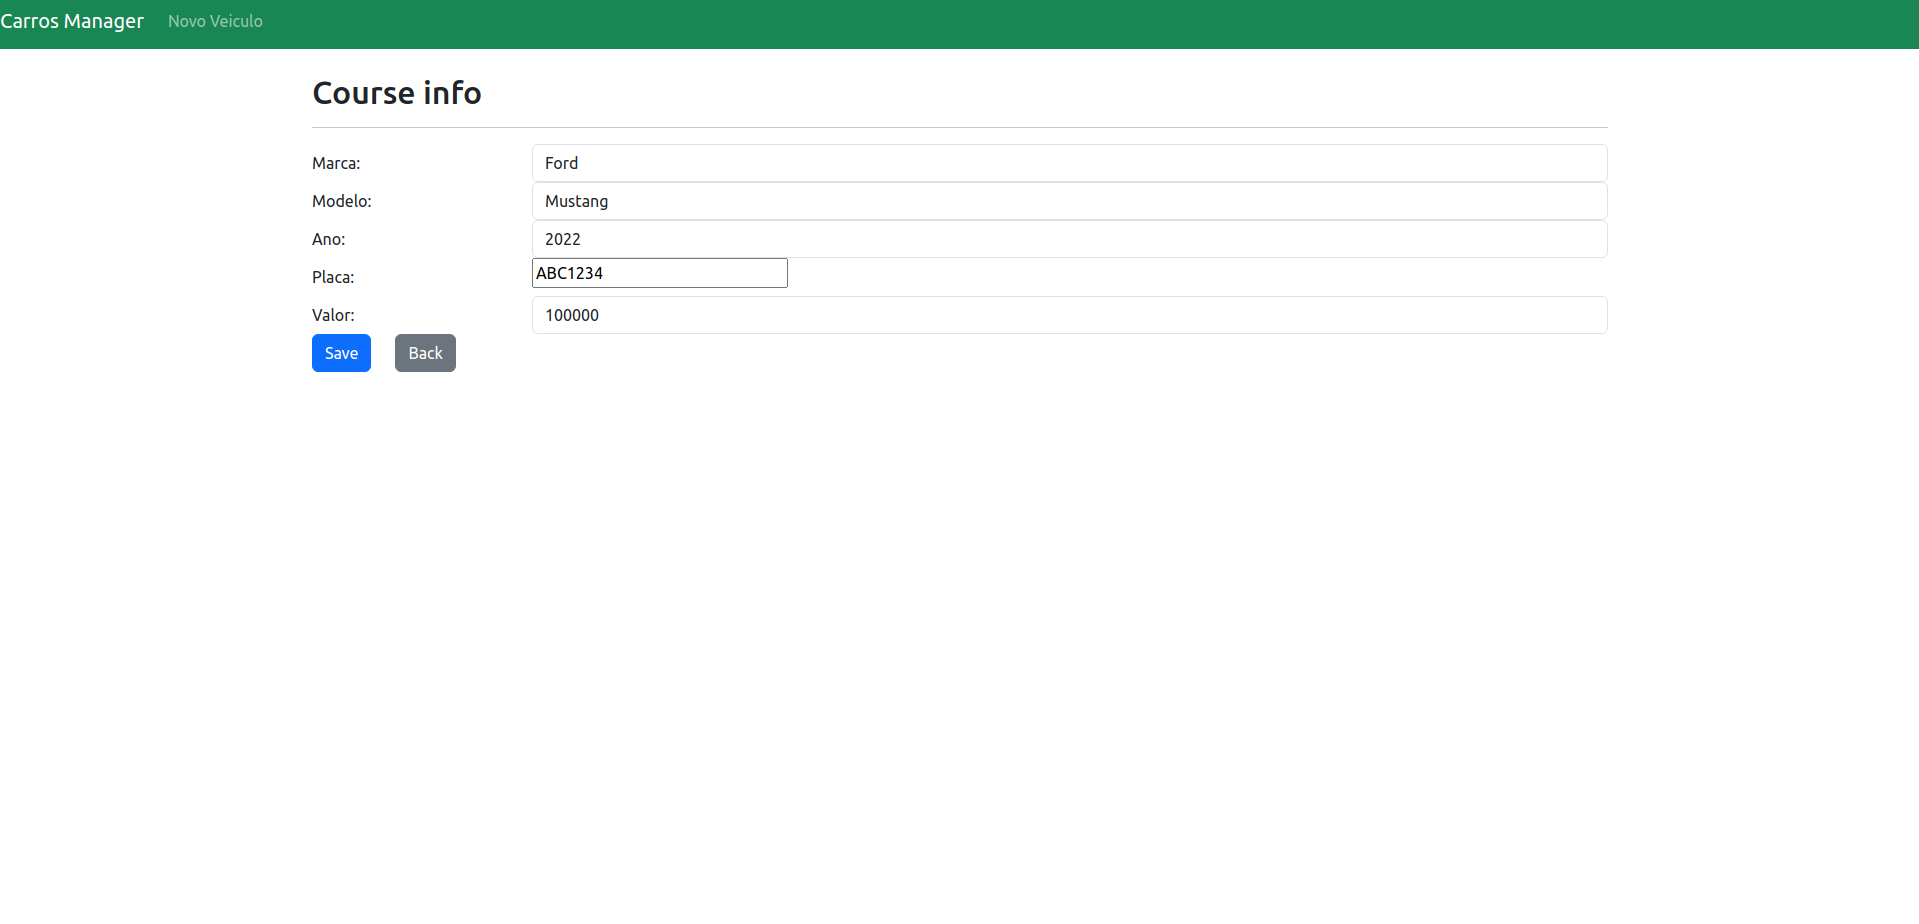 Carros Manager Novo Veiculo
Course info
Marca: Ford
Modelo: Mustang
Ano: 2022
Placa: ABC1234
Valor: 100000
Save Back